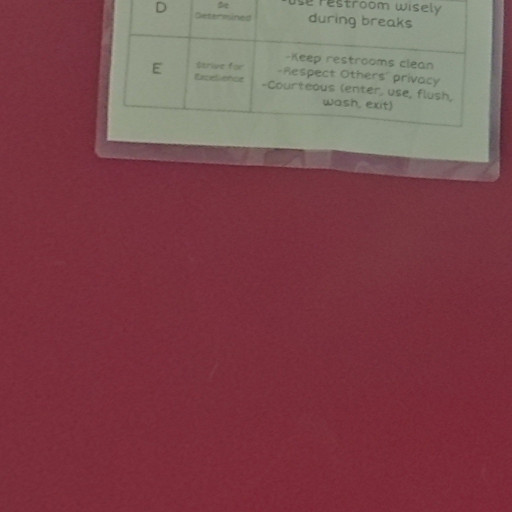 D
Be
Determined
-Use restroom wisely
during breaks
E
Strive for
Excellence
-Keep restrooms clean
-Respect Others' privacy
-Courteous (enter, use, flush,
wash, exit)